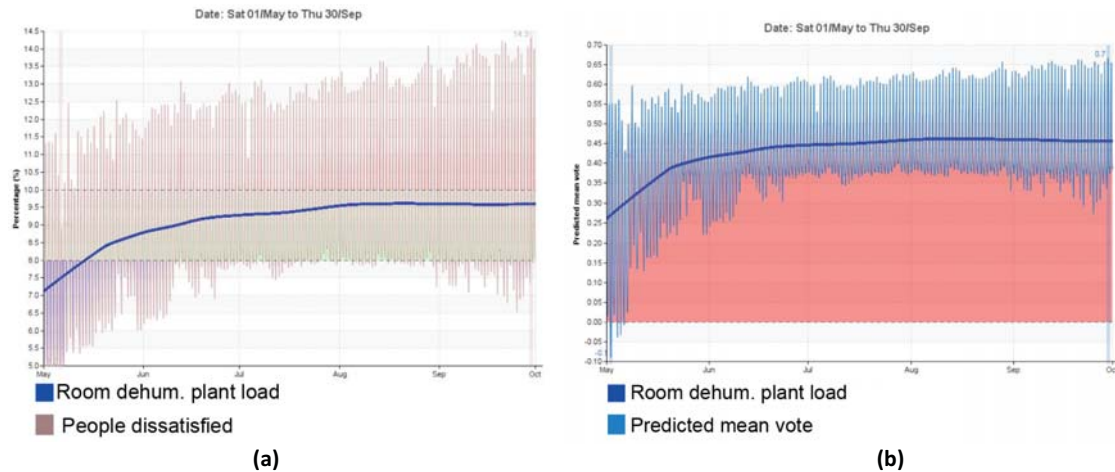 Date: Sat 01/May to Thu 30/Sep
14.3
14.5
14.0
13.5
13.0
12.5
12.0
11.5
11.0
10.5
10.0
9.5
9.0
8.5
8.0
7.5
7.0
6.5
6.0
5.5
5.0
Percentage (%)
May
Jun
Jul
Aug
Sep
Oct
Room dehum. plant load
People dissatisfied
(a)
Date: Sat 01/May to Thu 30/Sep
0.7
0.70
0.65
0.60
0.55
0.50
0.45
0.40
0.35
0.30
0.25
0.20
0.15
0.10
0.05
0.00
-0.05
-0.10
Predicted mean vote
May
Jun
Jul
Aug
Sep
Oct
Room dehum. plant load
Predicted mean vote
(b)